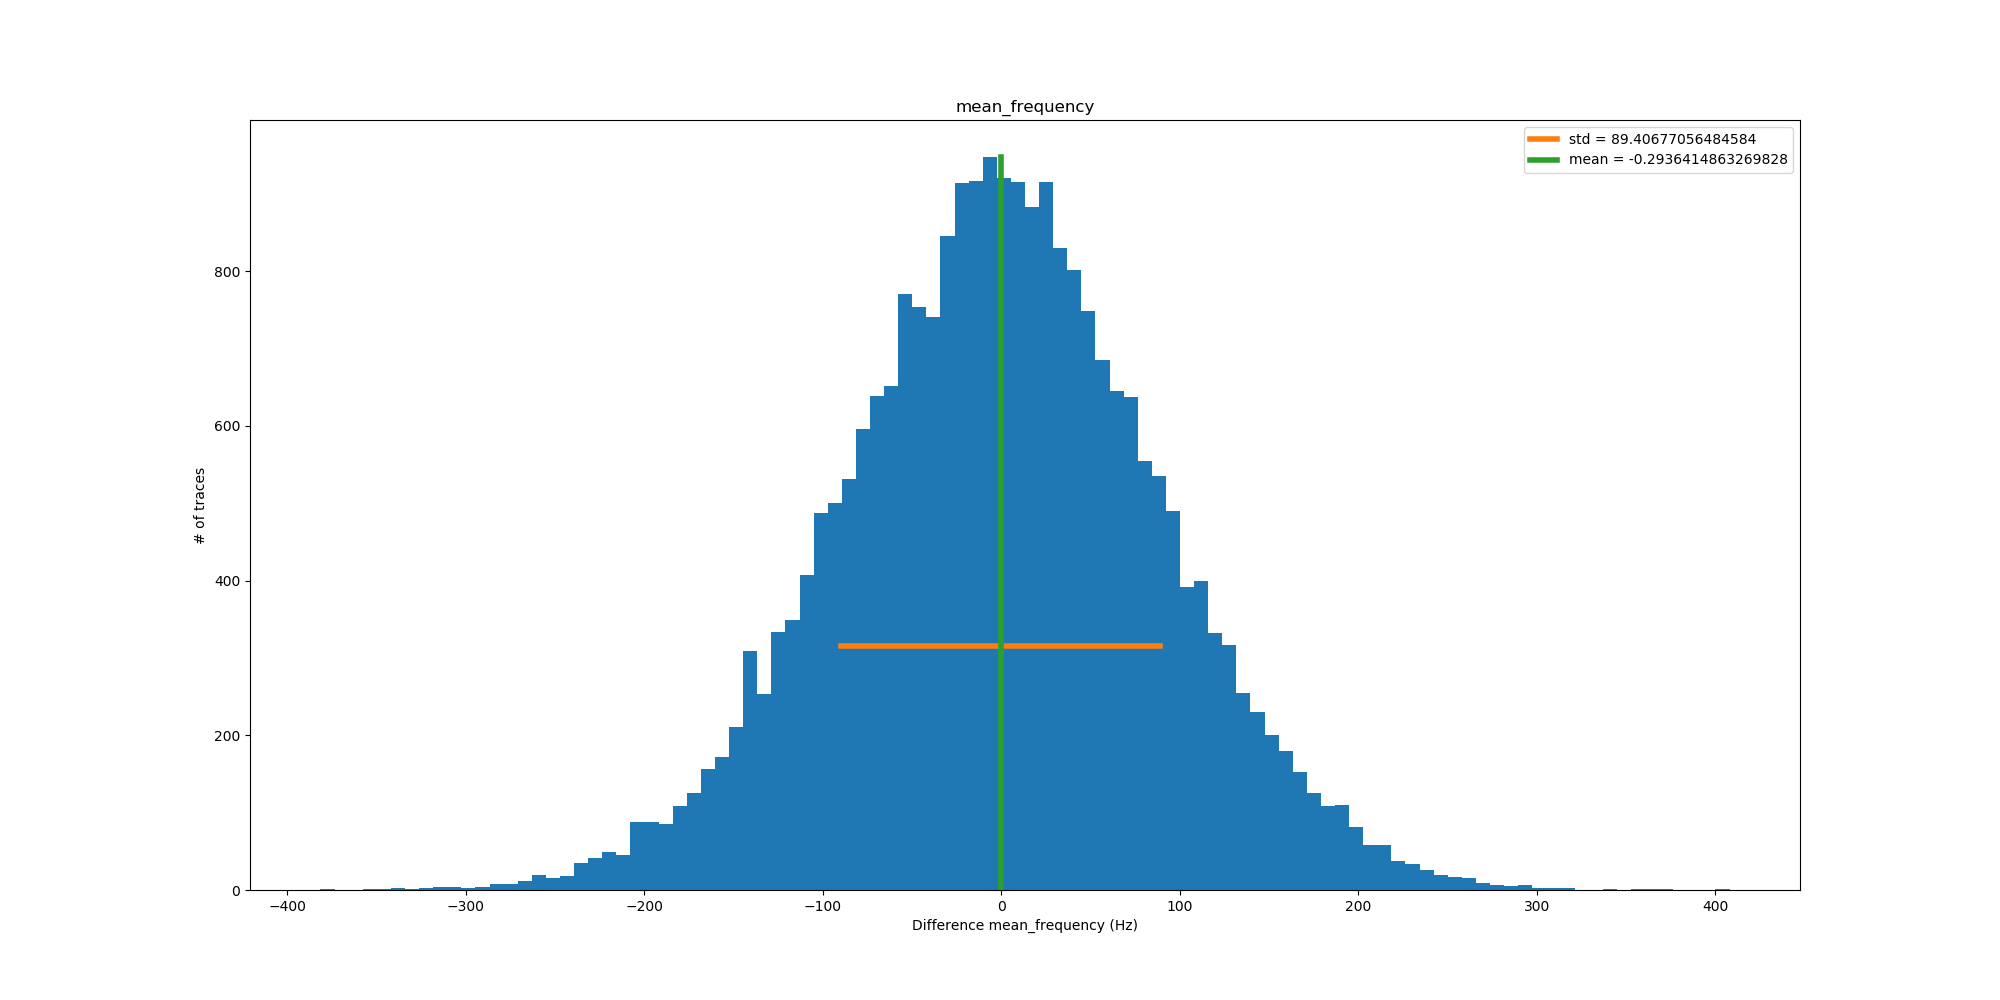 mean_frequency
std = 89.40677056484584
mean = -0.2936414863269828
# of traces
800
600
400
200
0
−400
−300
−200
−100
0
100
200
300
400
Difference mean_frequency (Hz)